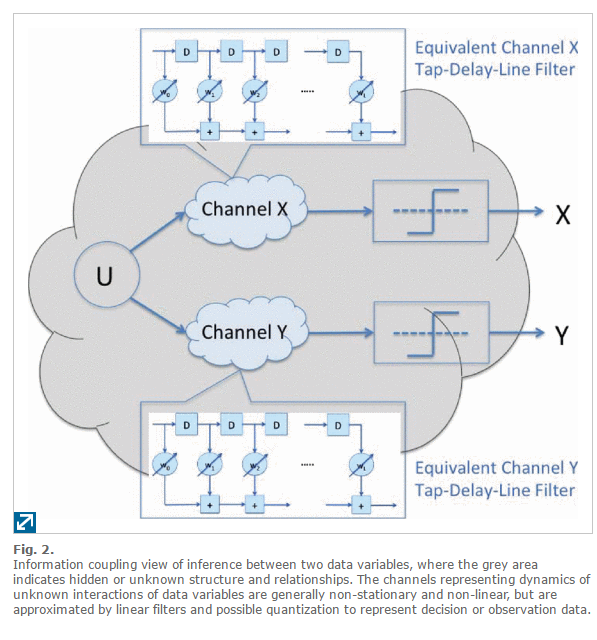 Equivalent Channel X
Tap-Delay-Line Filter
D D D D
w0 w1 w2 ..... wL
+ + +
Channel X
X
U
Channel Y
Y
D D D D
w0 w1 w2 ..... wL
+ + +
Equivalent Channel Y
Tap-Delay-Line Filter
Fig. 2.
Information coupling view of inference between two data variables, where the grey area
indicates hidden or unknown structure and relationships. The channels representing dynamics of
unknown interactions of data variables are generally non-stationary and non-linear, but are
approximated by linear filters and possible quantization to represent decision or observation data.